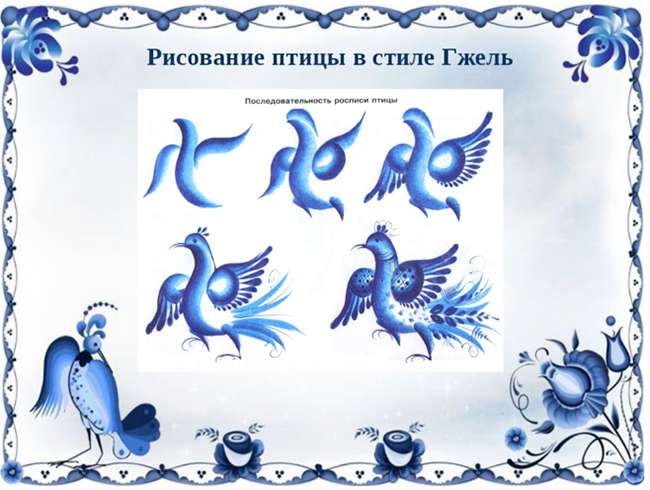 Рисование птицы в стиле Гжель
Последовательность росписи птицы